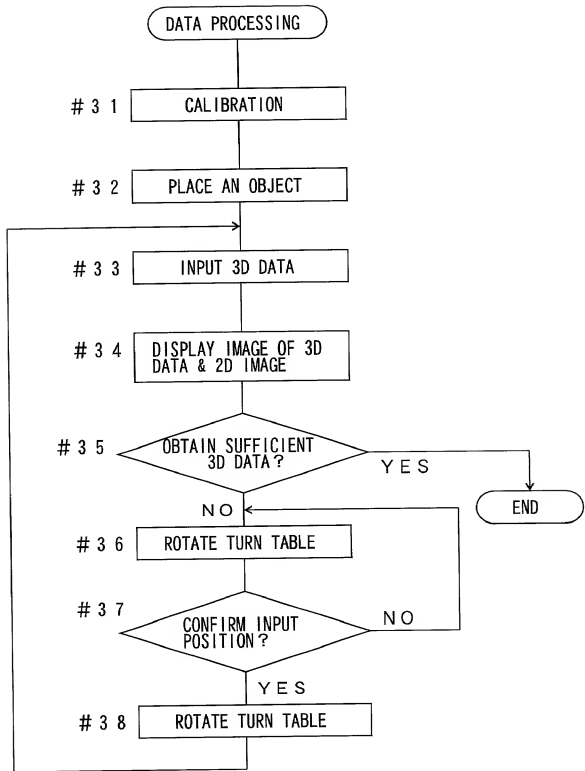 DATA PROCESSING
#31 CALIBRATION
#32 PLACE AN OBJECT
#33 INPUT 3D DATA
#34 DISPLAY IMAGE OF 3D
DATA & 2D IMAGE
#35 OBTAIN SUFFICIENT
3D DATA?
YES
END
NO
#36 ROTATE TURN TABLE
#37 CONFIRM INPUT
POSITION?
NO
YES
#38 ROTATE TURN TABLE